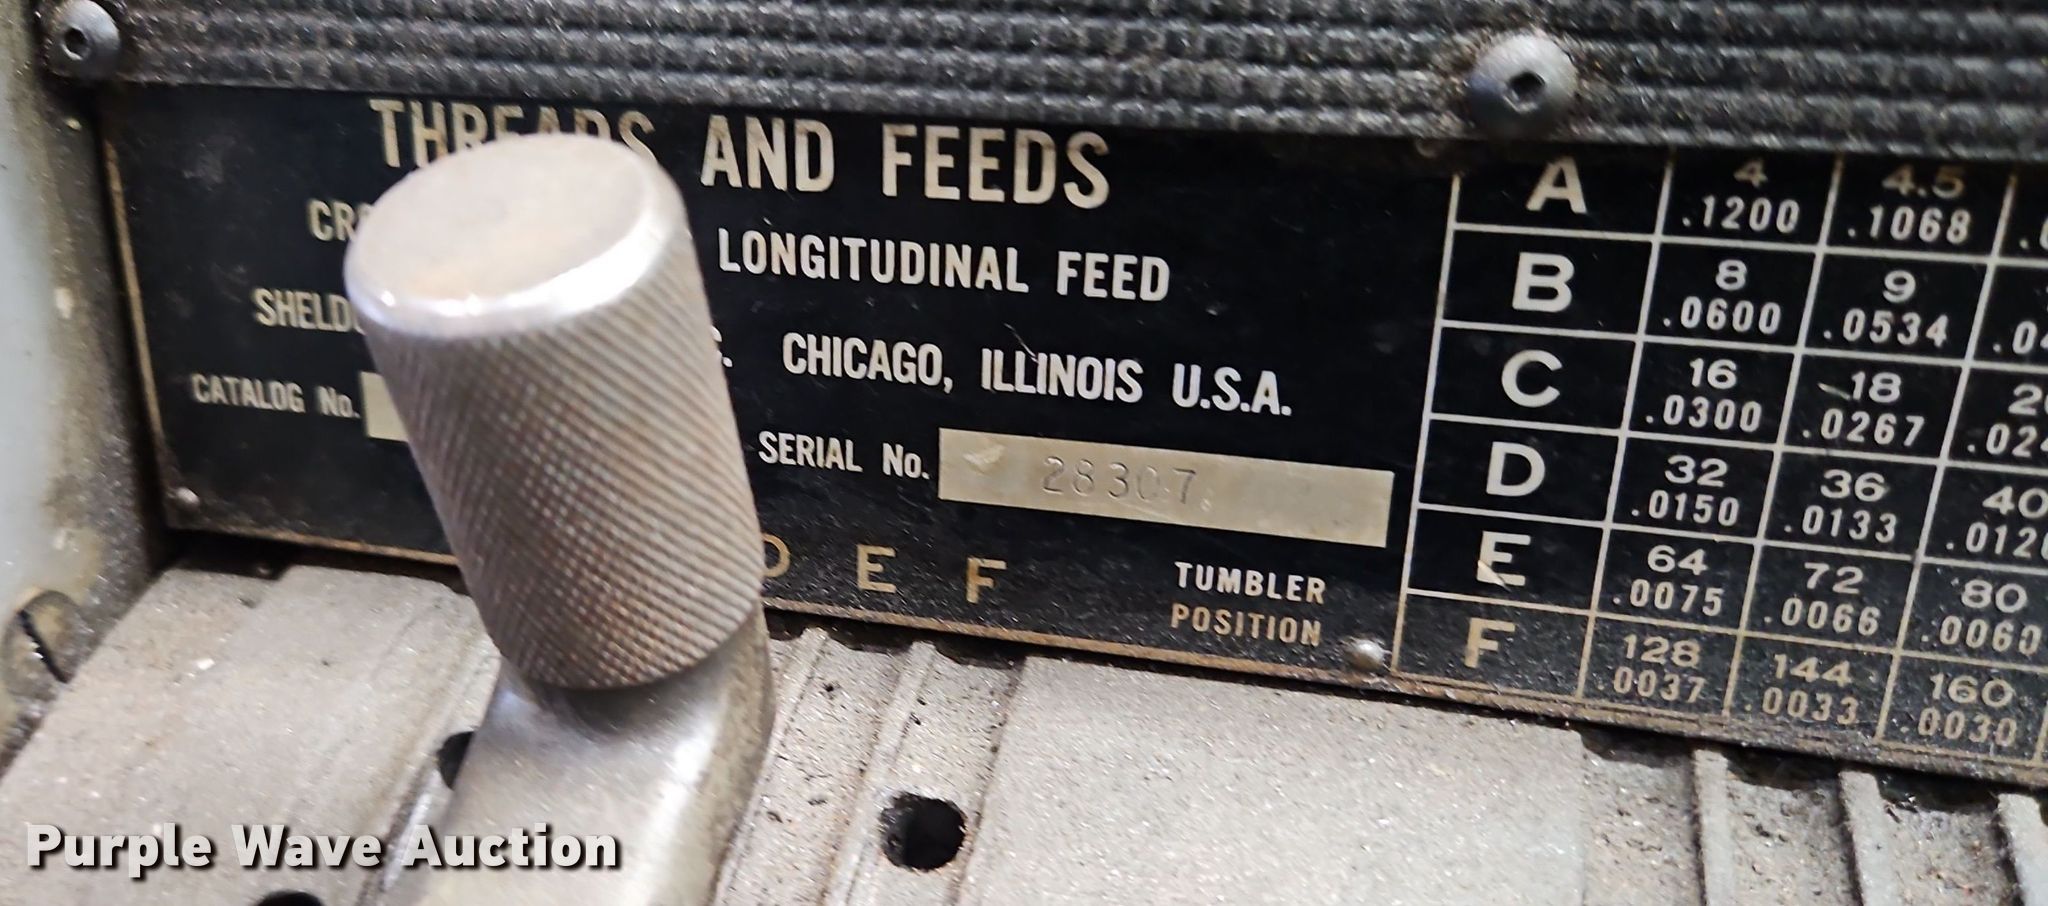 THREADS AND FEEDS
LONGITUDINAL FEED
CHICAGO, ILLINOIS U.S.A.
CATALOG No.
SERIAL No. 28307
D E F
TUMBLER
POSITION
A 4 4.5
.1200 .1068
B 8 9
.0600 .0534
C 16 18
.0300 .0267
D 32 36 40
.0150 .0133
E 64 72 80
.0075 .0066 .0060
F 128 144 160
.0037 .0033 .0030
Purple Wave Auction